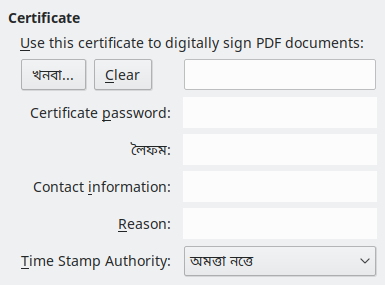 Certificate
Use this certificate to digitally sign PDF documents:
খনবা... Clear
Certificate password:
লৈফম:
Contact information:
Reason:
Time Stamp Authority: অমত্তা নত্তে